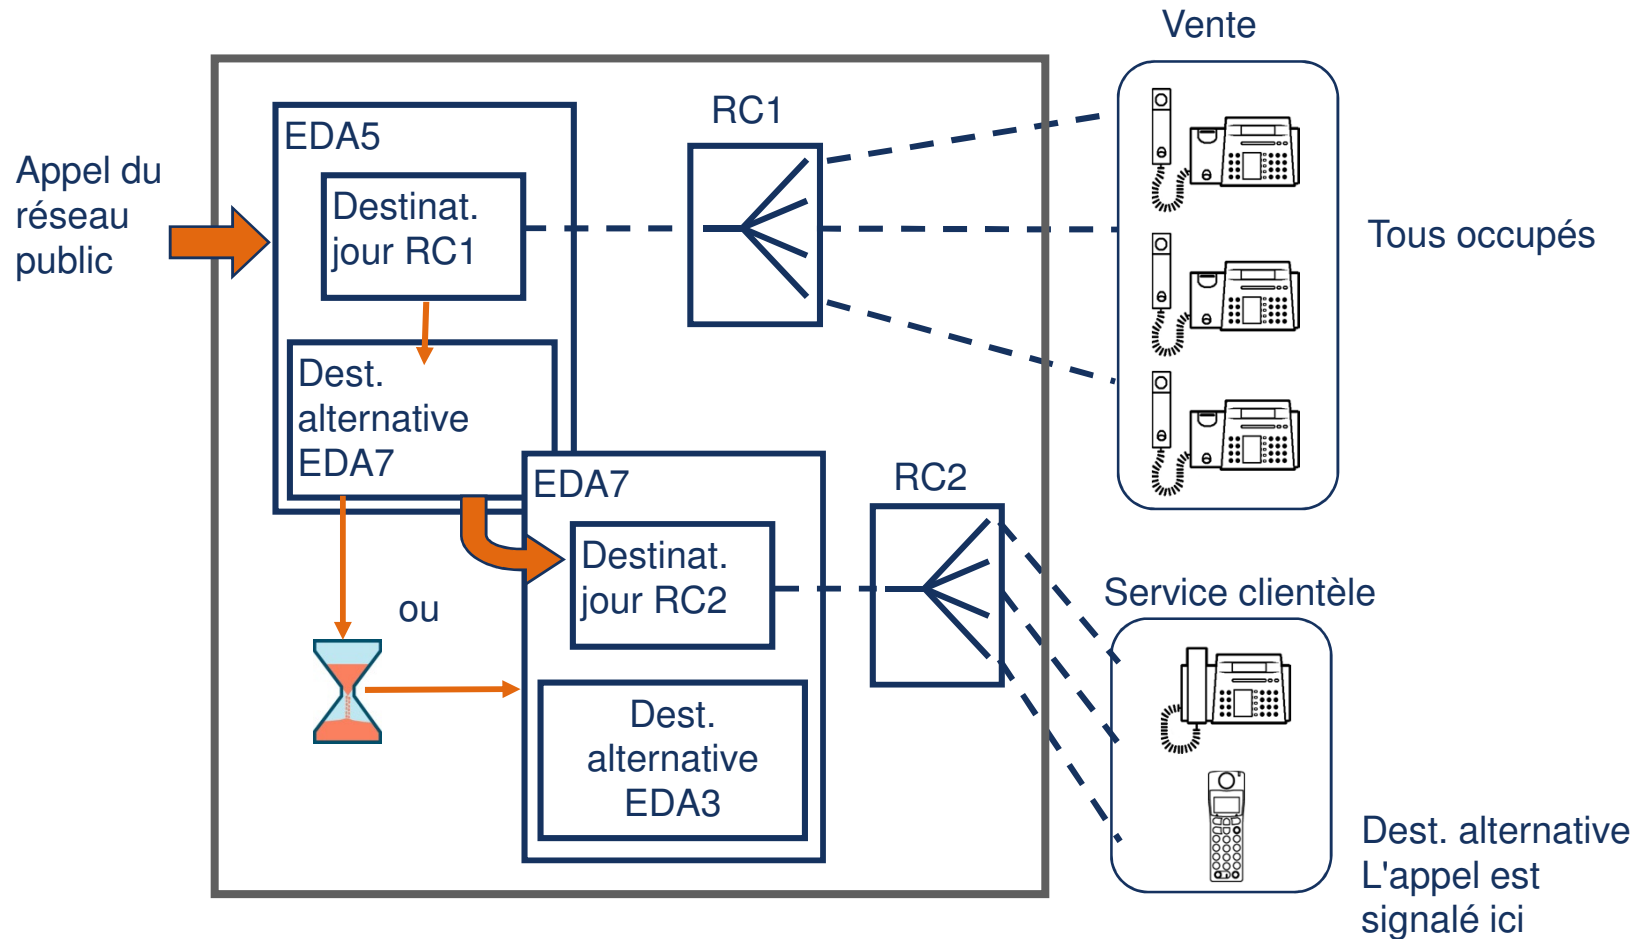 Vente
RC1
EDA5
Appel du
réseau
public
Destinat.
jour RC1
Tous occupés
Dest.
alternative
EDA7
EDA7
RC2
Destinat.
jour RC2
ou
Service clientèle
Dest.
alternative
EDA3
Dest. alternative
L'appel est
signalé ici